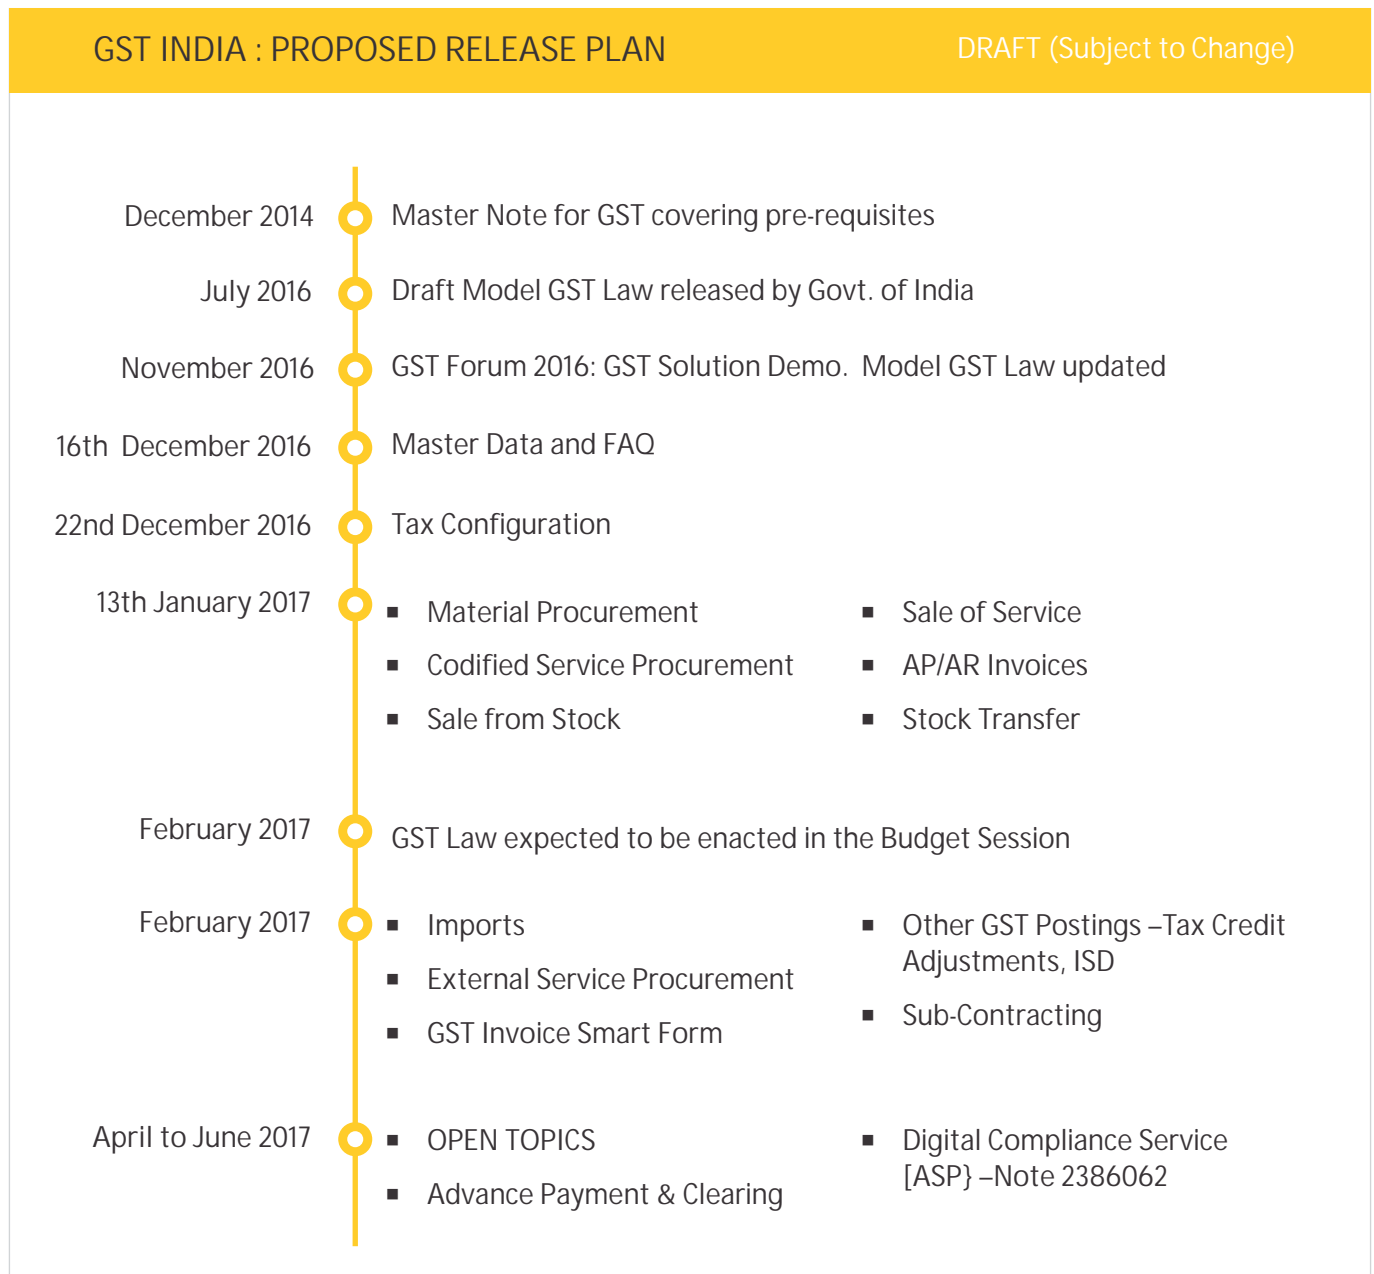 GST INDIA : PROPOSED RELEASE PLAN
DRAFT (Subject to Change)
December 2014
Master Note for GST covering pre-requisites
July 2016
Draft Model GST Law released by Govt. of India
November 2016
GST Forum 2016: GST Solution Demo.  Model GST Law updated
16th  December 2016
Master Data and FAQ
22nd December 2016
Tax Configuration
13th January 2017
▪ Material Procurement
▪ Codified Service Procurement
▪ Sale from Stock
▪ Sale of Service
▪ AP/AR Invoices
▪ Stock Transfer
February 2017
GST Law expected to be enacted in the Budget Session
February 2017
▪ Imports
▪ External Service Procurement
▪ GST Invoice Smart Form
▪ Other GST Postings –Tax Credit
Adjustments, ISD
▪ Sub-Contracting
April to June 2017
▪ OPEN TOPICS
▪ Advance Payment & Clearing
▪ Digital Compliance Service
[ASP} –Note 2386062